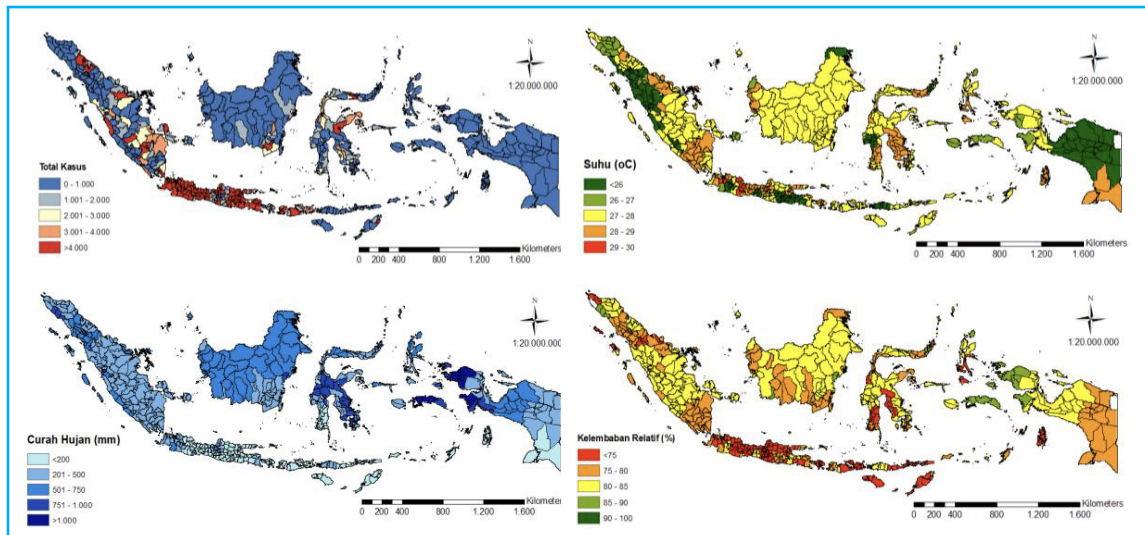 N
1:20.000.000
Total Kasus
0 - 1.000
1.001 - 2.000
2.001 - 3.000
3.001 - 4.000
>4.000
Kilometers
0 200 400 800 1.200 1.600
N
1:20.000.000
Suhu (oC)
<26
26 - 27
27 - 28
28 - 29
29 - 30
Kilometers
0 200 400 800 1.200 1.600
N
1:20.000.000
Curah Hujan (mm)
<200
201 - 500
501 - 750
751 - 1.000
>1.000
Kilometers
0 200 400 800 1.200 1.600
N
1:20.000.000
Kelembaban Relatif (%)
<75
75 - 80
80 - 85
85 - 90
90 - 100
Kilometers
0 200 400 800 1.200 1.600